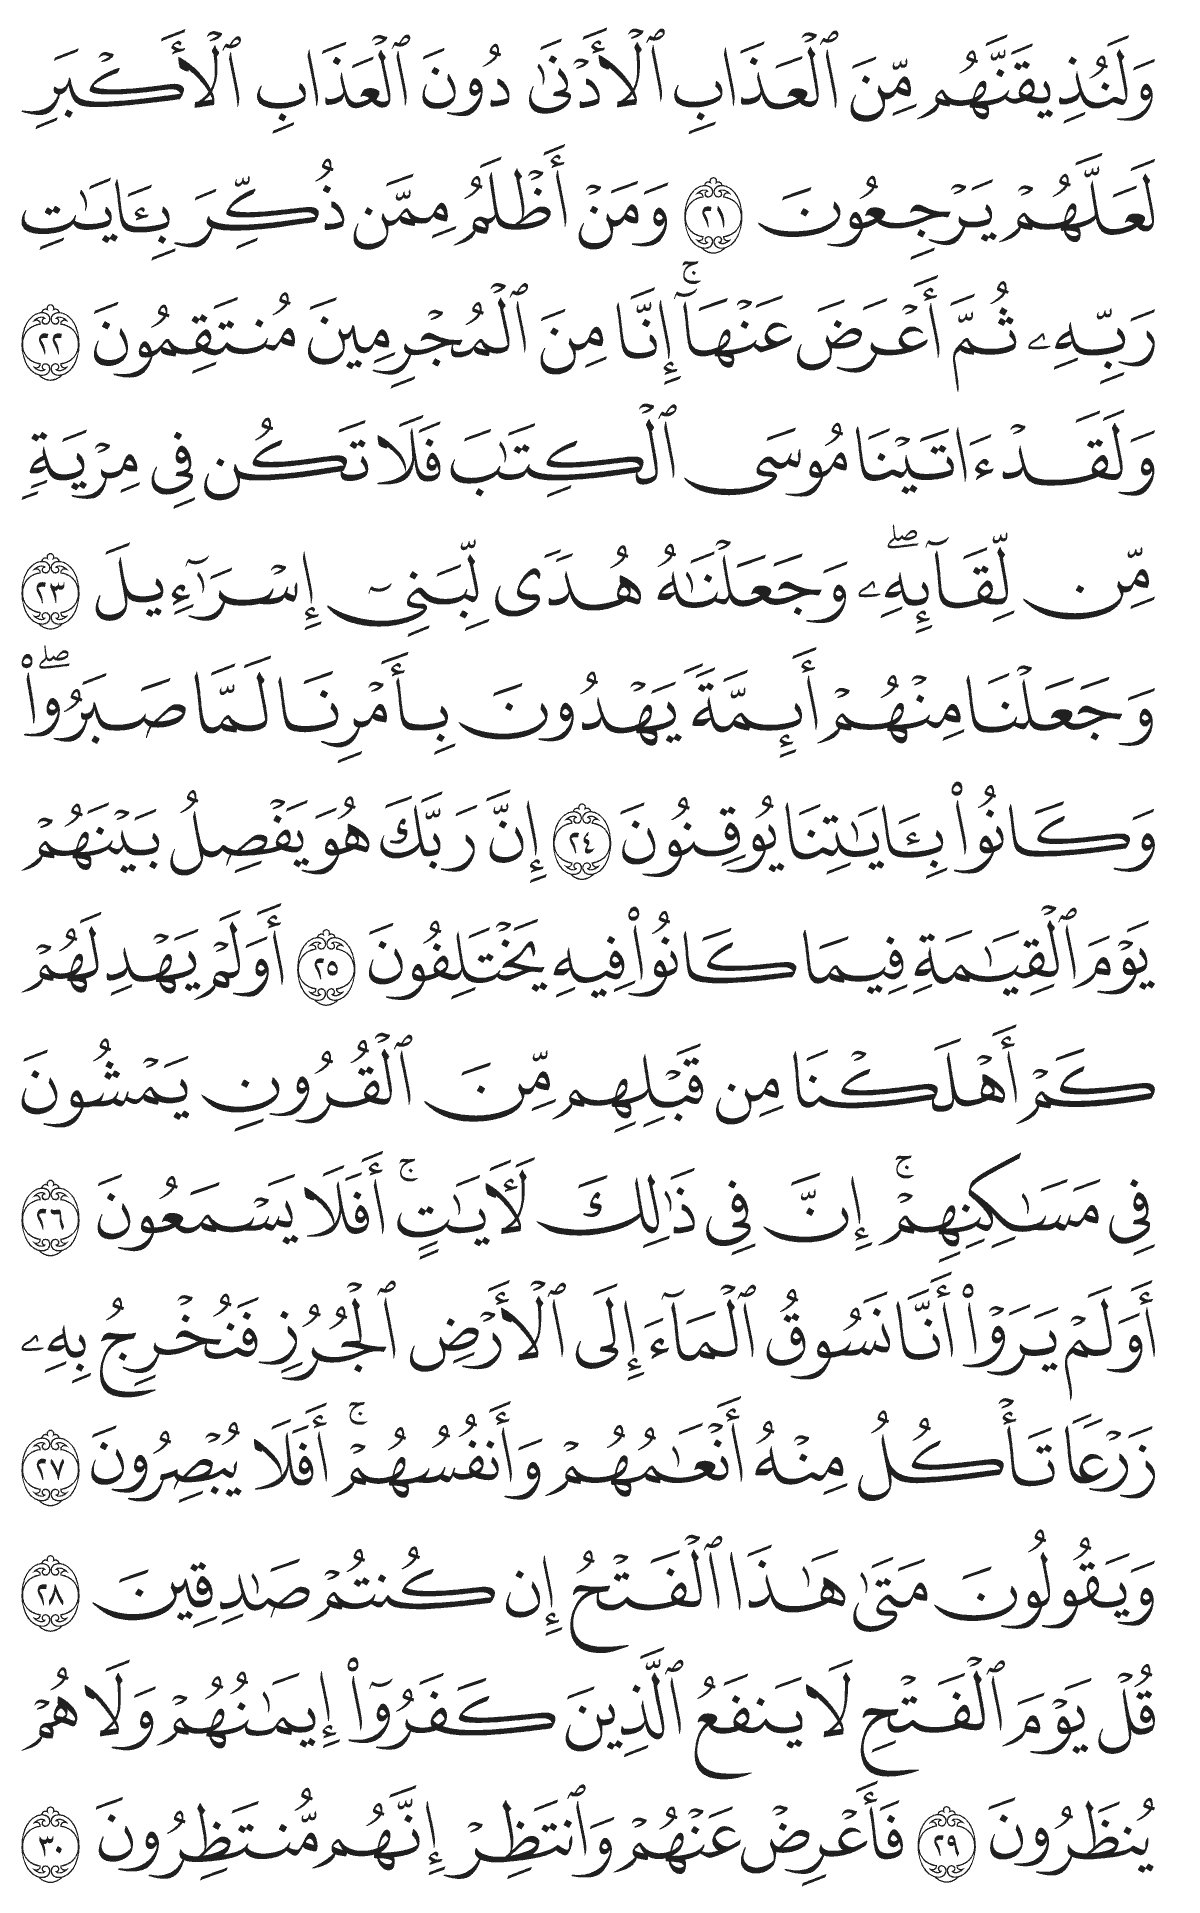 وَلَنُذِيقَنَّهُم مِّنَ ٱلْعَذَابِ ٱلْأَدْنَىٰ دُونَ ٱلْعَذَابِ ٱلْأَكْبَرِ
لَعَلَّهُمْ يَرْجِعُونَ ٢١ وَمَنْ أَظْلَمُ مِمَّن ذُكِّرَ بِـَٔايَـٰتِ
رَبِّهِۦ ثُمَّ أَعْرَضَ عَنْهَآ ۚ إِنَّا مِنَ ٱلْمُجْرِمِينَ مُنتَقِمُونَ ٢٢
وَلَقَدْ ءَاتَيْنَا مُوسَى ٱلْكِتَـٰبَ فَلَا تَكُن فِى مِرْيَةٍ
مِّن لِّقَآئِهِۦ ۖ وَجَعَلْنَـٰهُ هُدًى لِّبَنِىٓ إِسْرَٰٓءِيلَ ٢٣
وَجَعَلْنَا مِنْهُمْ أَئِمَّةً يَهْدُونَ بِأَمْرِنَا لَمَّا صَبَرُوا۟ ۖ
وَكَانُوا۟ بِـَٔايَـٰتِنَا يُوقِنُونَ ٢٤ إِنَّ رَبَّكَ هُوَ يَفْصِلُ بَيْنَهُمْ
يَوْمَ ٱلْقِيَـٰمَةِ فِيمَا كَانُوا۟ فِيهِ يَخْتَلِفُونَ ٢٥ أَوَلَمْ يَهْدِ لَهُمْ
كَمْ أَهْلَكْنَا مِن قَبْلِهِم مِّنَ ٱلْقُرُونِ يَمْشُونَ
فِى مَسَـٰكِنِهِمْ ۚ إِنَّ فِى ذَٰلِكَ لَـَٔايَـٰتٍ ۚ أَفَلَا يَسْمَعُونَ ٢٦
أَوَلَمْ يَرَوْا۟ أَنَّا نَسُوقُ ٱلْمَآءَ إِلَى ٱلْأَرْضِ ٱلْجُرُزِ فَنُخْرِجُ بِهِۦ
زَرْعًا تَأْكُلُ مِنْهُ أَنْعَـٰمُهُمْ وَأَنفُسُهُمْ ۚ أَفَلَا يُبْصِرُونَ ٢٧
وَيَقُولُونَ مَتَىٰ هَـٰذَا ٱلْفَتْحُ إِن كُنتُمْ صَـٰدِقِينَ ٢٨
قُلْ يَوْمَ ٱلْفَتْحِ لَا يَنفَعُ ٱلَّذِينَ كَفَرُوٓا۟ إِيمَـٰنُهُمْ وَلَا هُمْ
يُنظَرُونَ ٢٩ فَأَعْرِضْ عَنْهُمْ وَٱنتَظِرْ إِنَّهُم مُّنتَظِرُونَ ٣٠